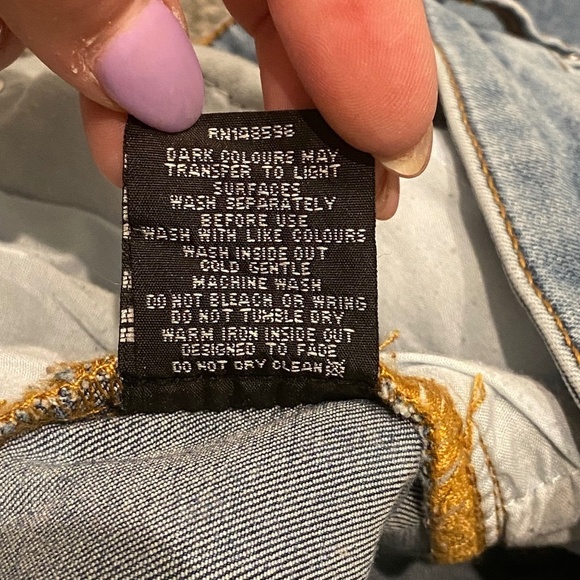 RN148596
DARK COLOURS MAY
TRANSFER TO LIGHT
SURFACES
WASH SEPARATELY
BEFORE USE
WASH WITH LIKE COLOURS
WASH INSIDE OUT
COLD GENTLE
MACHINE WASH
DO NOT BLEACH OR WRING
DO NOT TUMBLE DRY
WARM IRON INSIDE OUT
DESIGNED TO FADE
DO NOT DRY CLEAN